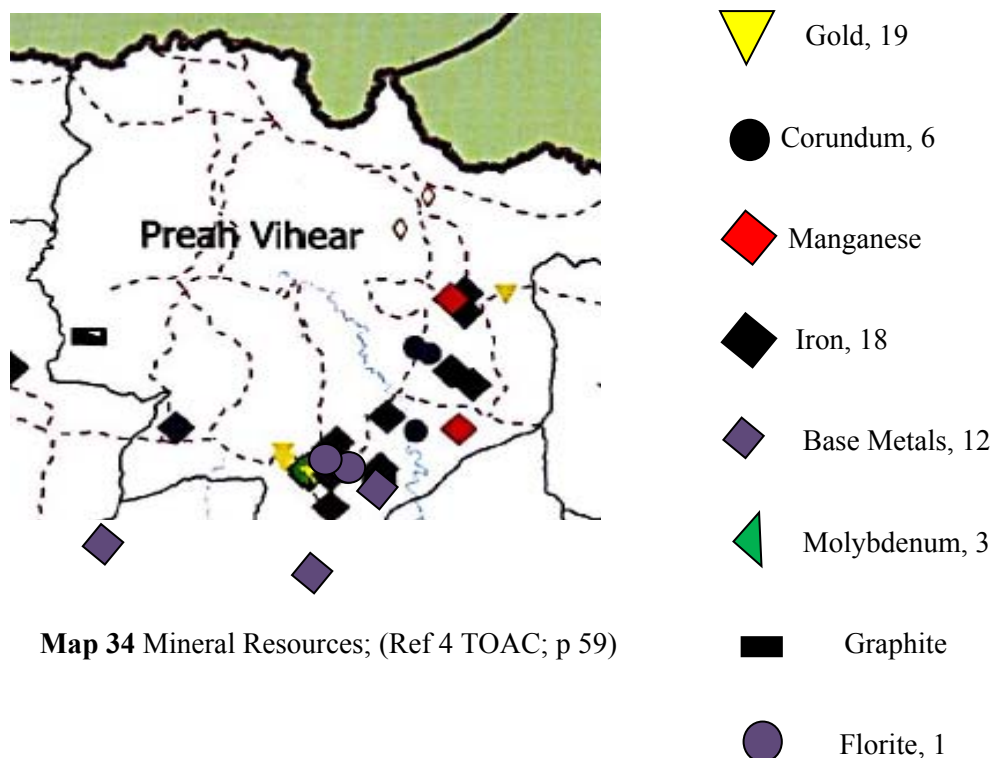 Gold, 19
Corundum, 6
Preah Vihear
Manganese
Iron, 18
Base Metals, 12
Molybdenum, 3
Map 34 Mineral Resources; (Ref 4 TOAC; p 59)
Graphite
Florite, 1